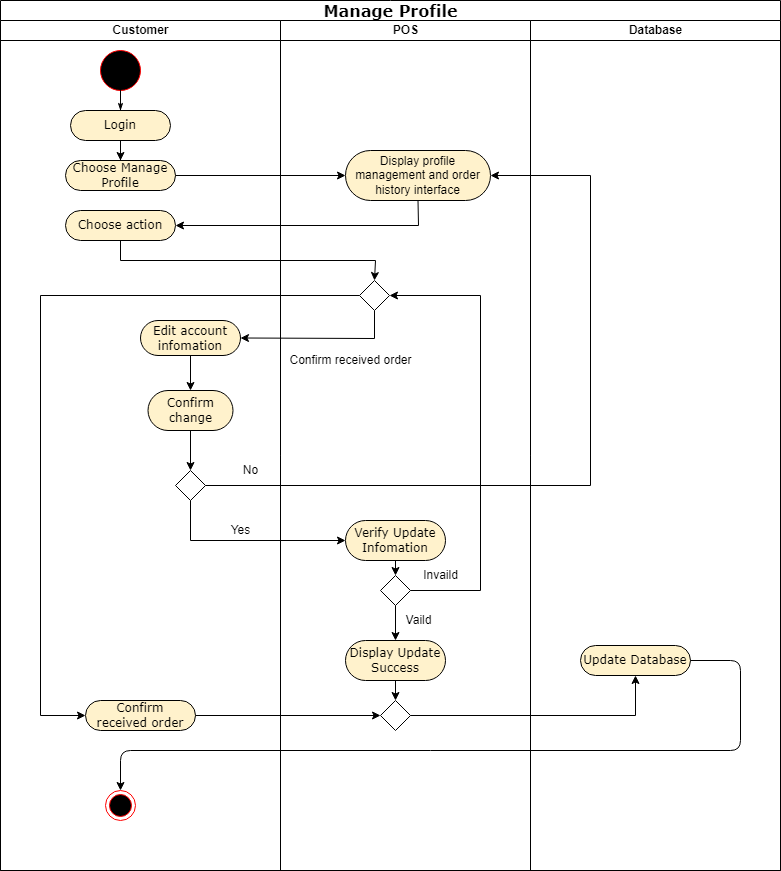 Manage Profile
Customer
POS
Database
Login
Choose Manage
Profile
Display profile
management and order
history interface
Choose action
Edit account
infomation
Confirm received order
Confirm
change
No
Yes
Verify Update
Infomation
Invaild
Vaild
Display Update
Success
Update Database
Confirm
received order